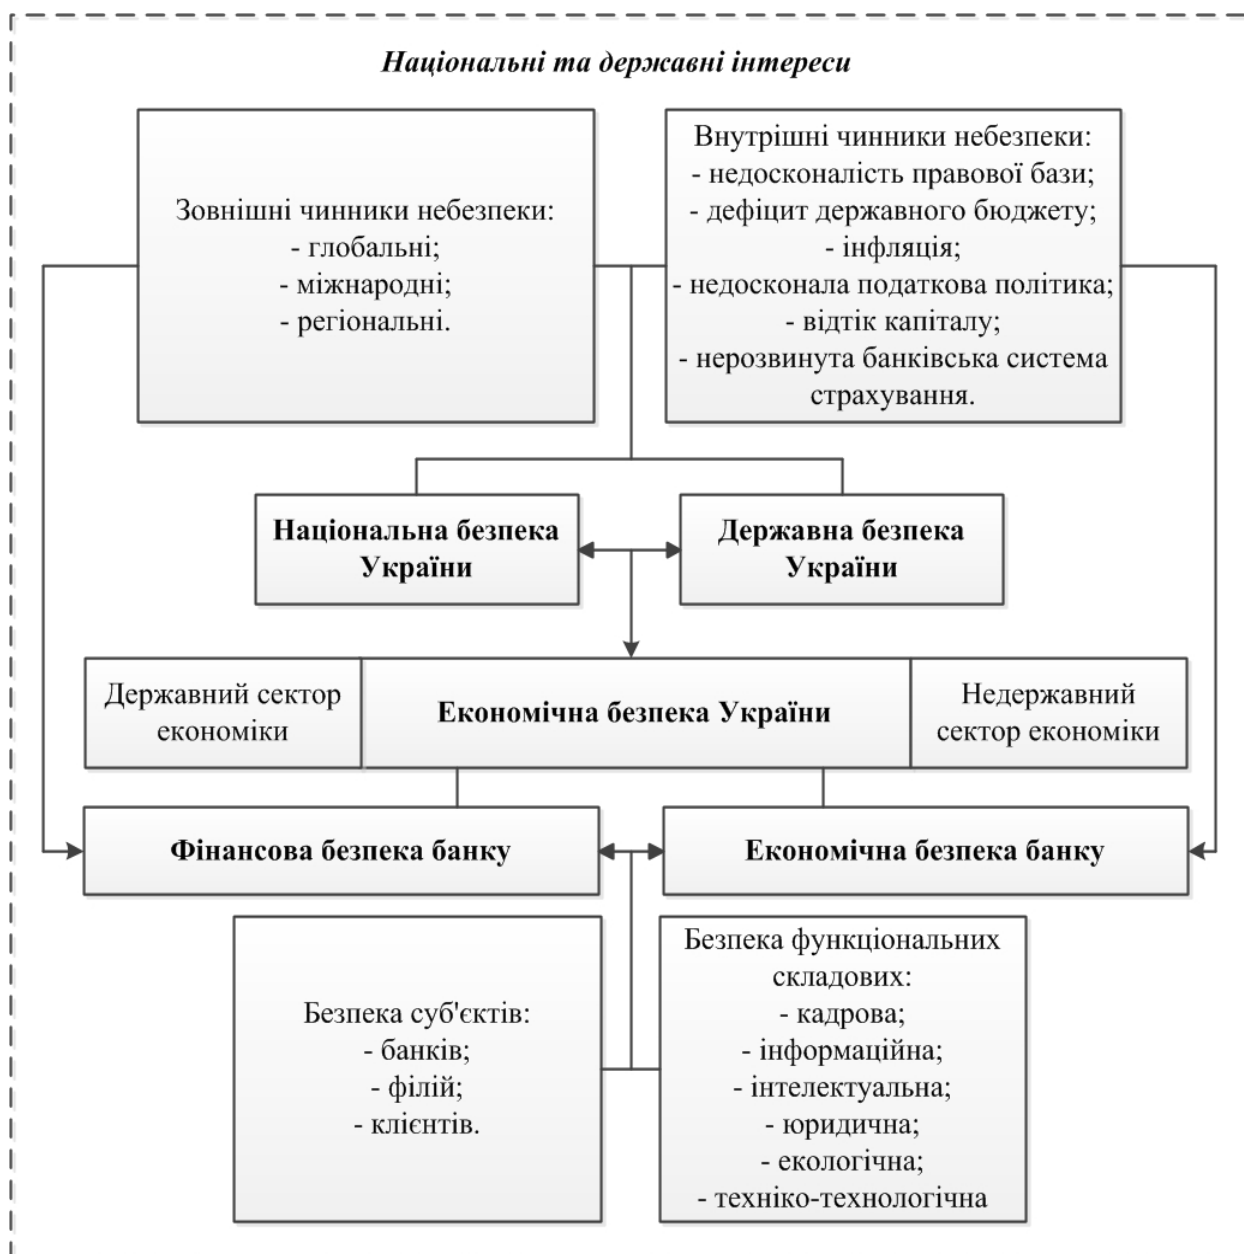 Національні та державні інтереси
Зовнішні чинники небезпеки:
- глобальні;
- міжнародні;
- регіональні.
Внутрішні чинники небезпеки:
- недосконалість правової бази;
- дефіцит державного бюджету;
- інфляція;
- недосконала податкова політика;
- відтік капіталу;
- нерозвинута банківська система
страхування.
Національна безпека
України
Державна безпека
України
Державний сектор
економіки
Економічна безпека України
Недержавний
сектор економіки
Фінансова безпека банку
Економічна безпека банку
Безпека суб'єктів:
- банків;
- філій;
- клієнтів.
Безпека функціональних
складових:
- кадрова;
- інформаційна;
- інтелектуальна;
- юридична;
- екологічна;
- техніко-технологічна